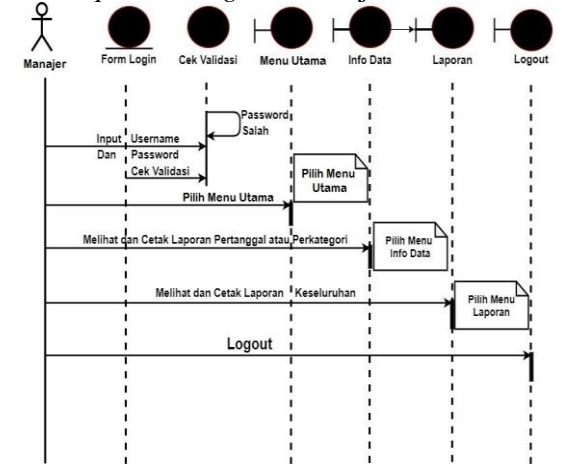 Manajer
Form Login
Cek Validasi
Menu Utama
Info Data
Laporan
Logout
Password
Salah
Input Username
Dan Password
Cek Validasi
Pilih Menu
Utama
Pilih Menu Utama
Melihat dan Cetak Laporan Pertanggal atau Perkategori
Pilih Menu
Info Data
Melihat dan Cetak Laporan Keseluruhan
Pilih Menu
Laporan
Logout